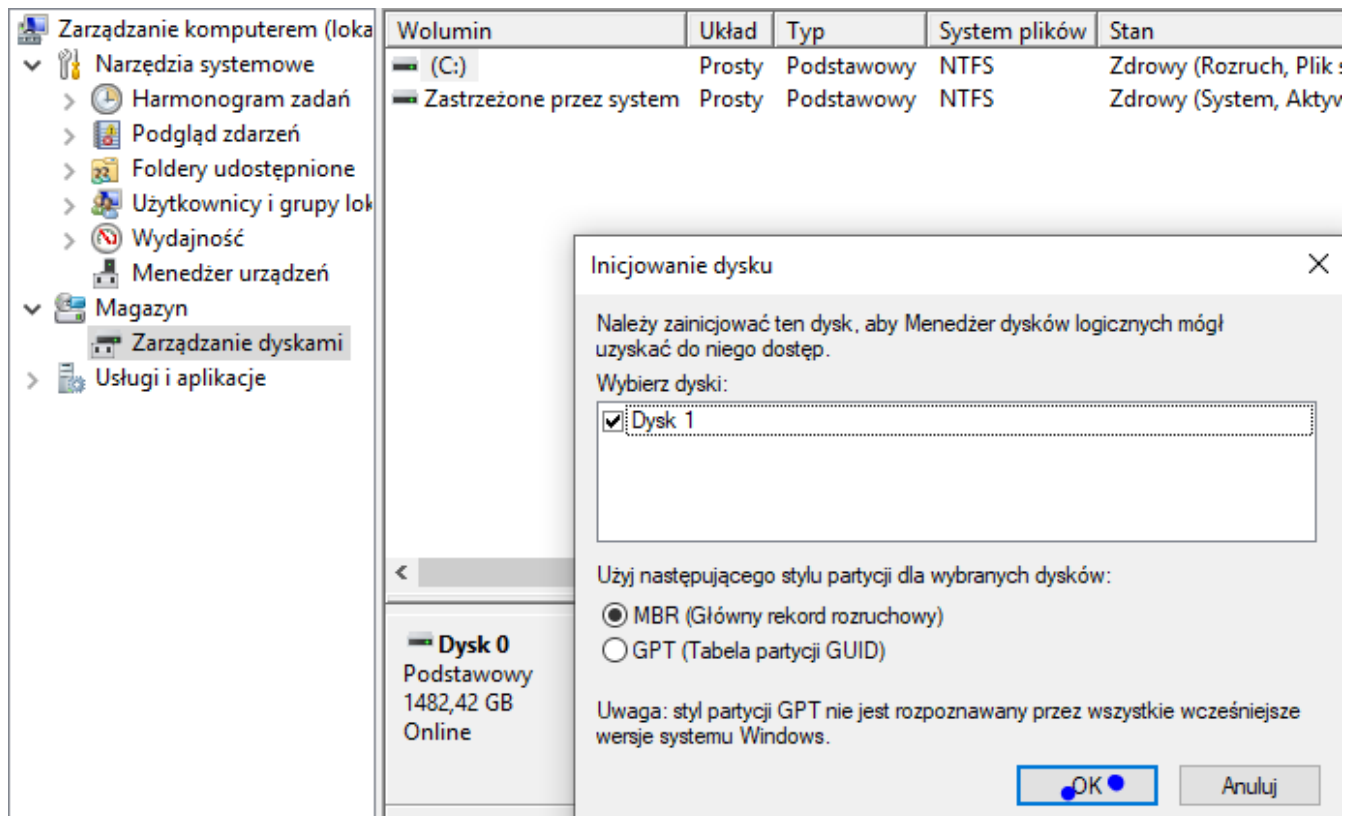 Zarządzanie komputerem (loka
Narzędzia systemowe
Harmonogram zadań
Podgląd zdarzeń
Foldery udostępnione
Użytkownicy i grupy lok
Wydajność
Menedżer urządzeń
Magazyn
Zarządzanie dyskami
Usługi i aplikacje
Wolumin Układ Typ System plików Stan
(C:) Prosty Podstawowy NTFS Zdrowy (Rozruch, Plik s
Zastrzeżone przez system Prosty Podstawowy NTFS Zdrowy (System, Aktyw
Inicjowanie dysku
Należy zainicjować ten dysk, aby Menedżer dysków logicznych mógł
uzyskać do niego dostęp.
Wybierz dyski:
Dysk 1
Użyj następującego stylu partycji dla wybranych dysków:
MBR (Główny rekord rozruchowy)
GPT (Tabela partycji GUID)
Uwaga: styl partycji GPT nie jest rozpoznawany przez wszystkie wcześniejsze
wersje systemu Windows.
OK Anuluj
Dysk 0
Podstawowy
1482,42 GB
Online